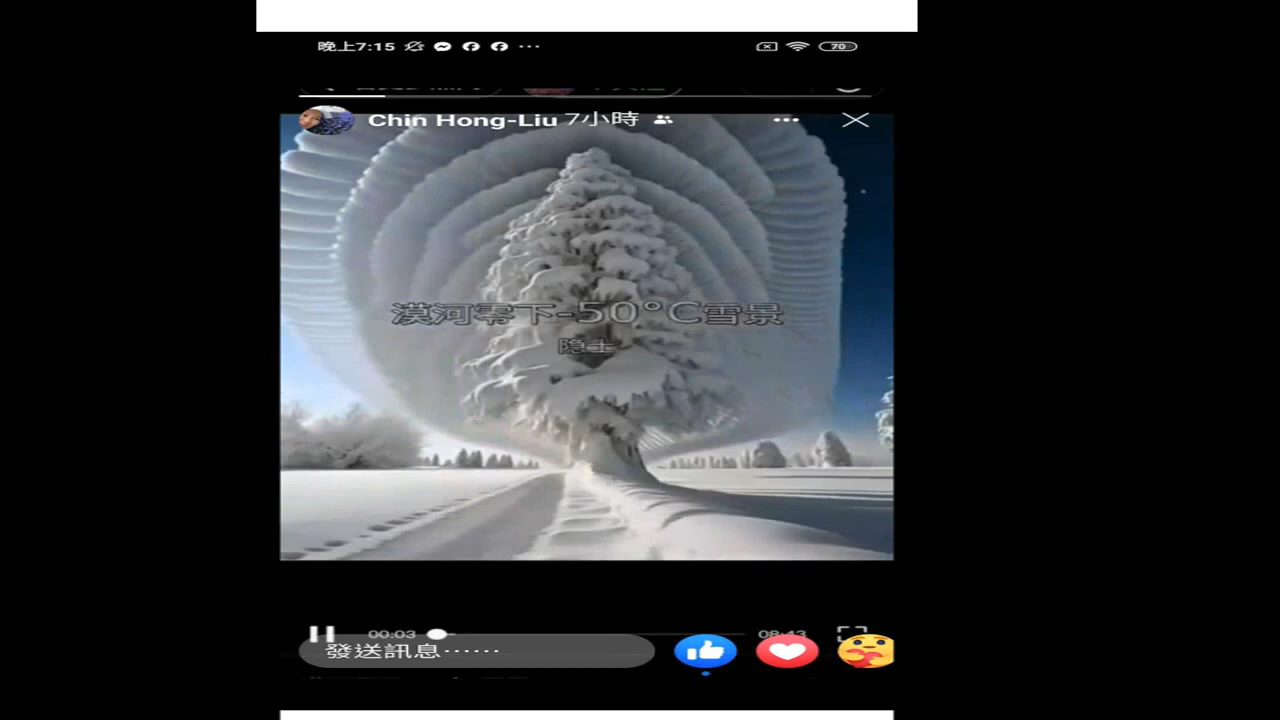 晚上7:15 70
Chin Hong-Liu 7小時
漠河零下-50°C雪景
隐士
00:03 08:43
發送訊息……